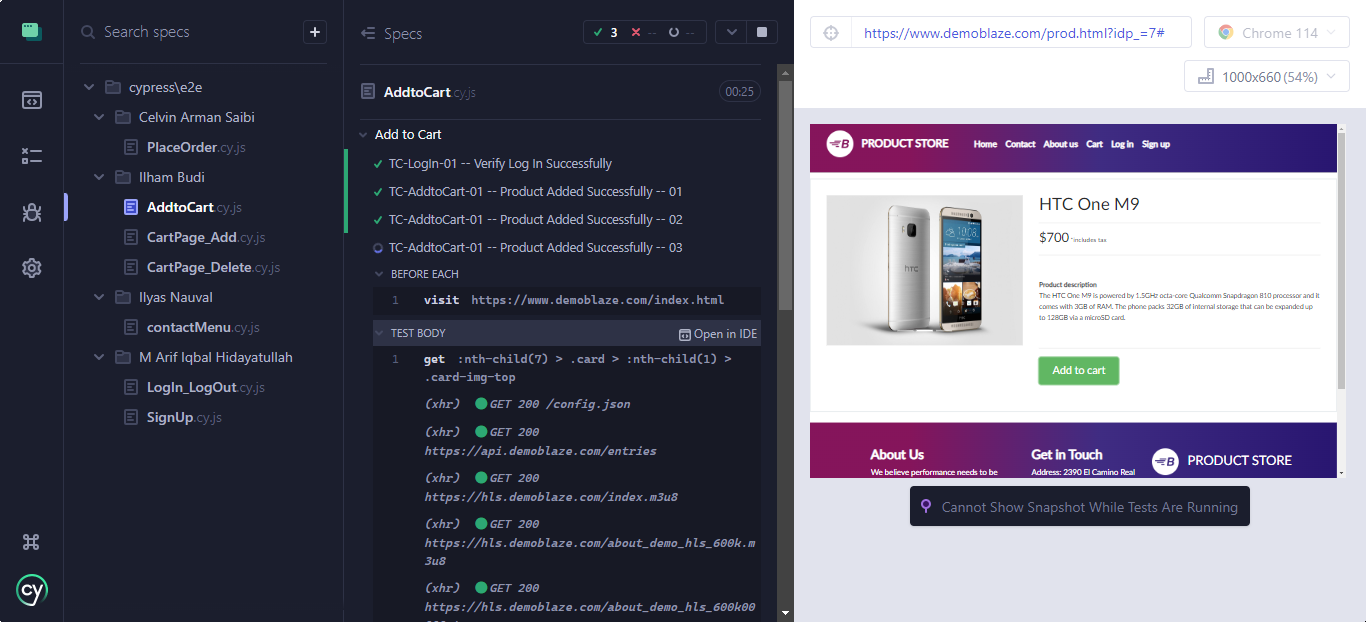 Search specs
+
cypress\e2e
Celvin Arman Saibi
PlaceOrder.cy.js
Ilham Budi
AddtoCart.cy.js
CartPage_Add.cy.js
CartPage_Delete.cy.js
Ilyas Nauval
contactMenu.cy.js
M Arif Iqbal Hidayatullah
LogIn_LogOut.cy.js
SignUp.cy.js
cy
Specs
3 -- --
AddtoCart.cy.js 00:25
Add to Cart
TC-LogIn-01 -- Verify Log In Successfully
TC-AddtoCart-01 -- Product Added Successfully -- 01
TC-AddtoCart-01 -- Product Added Successfully -- 02
TC-AddtoCart-01 -- Product Added Successfully -- 03
BEFORE EACH
1 visit https://www.demoblaze.com/index.html
TEST BODY Open in IDE
1 get :nth-child(7) > .card > :nth-child(1) >
.card-img-top
(xhr) GET 200 /config.json
(xhr) GET 200
https://api.demoblaze.com/entries
(xhr) GET 200
https://hls.demoblaze.com/index.m3u8
(xhr) GET 200
https://hls.demoblaze.com/about_demo_hls_600k.m
3u8
(xhr) GET 200
https://hls.demoblaze.com/about_demo_hls_600k00
https://www.demoblaze.com/prod.html?idp_=7#
Chrome 114
1000x660 (54%)
B PRODUCT STORE Home Contact About us Cart Log in Sign up
htc
HTC One M9
$700 *includes tax
Product description
The HTC One M9 is powered by 1.5GHz octa-core Qualcomm Snapdragon 810 processor and it
comes with 3GB of RAM. The phone packs 32GB of internal storage that can be expanded up
to 128GB via a microSD card.
Add to cart
About Us
We believe performance needs to be
Get in Touch
Address: 2390 El Camino Real
B PRODUCT STORE
Cannot Show Snapshot While Tests Are Running